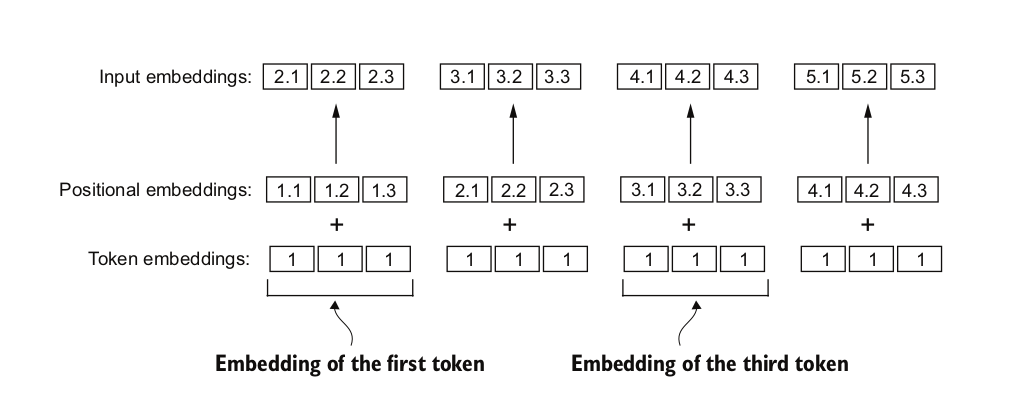 Input embeddings: 2.1 2.2 2.3 3.1 3.2 3.3 4.1 4.2 4.3 5.1 5.2 5.3
Positional embeddings: 1.1 1.2 1.3 2.1 2.2 2.3 3.1 3.2 3.3 4.1 4.2 4.3
+ + + +
Token embeddings: 1 1 1 1 1 1 1 1 1 1 1 1
Embedding of the first token Embedding of the third token